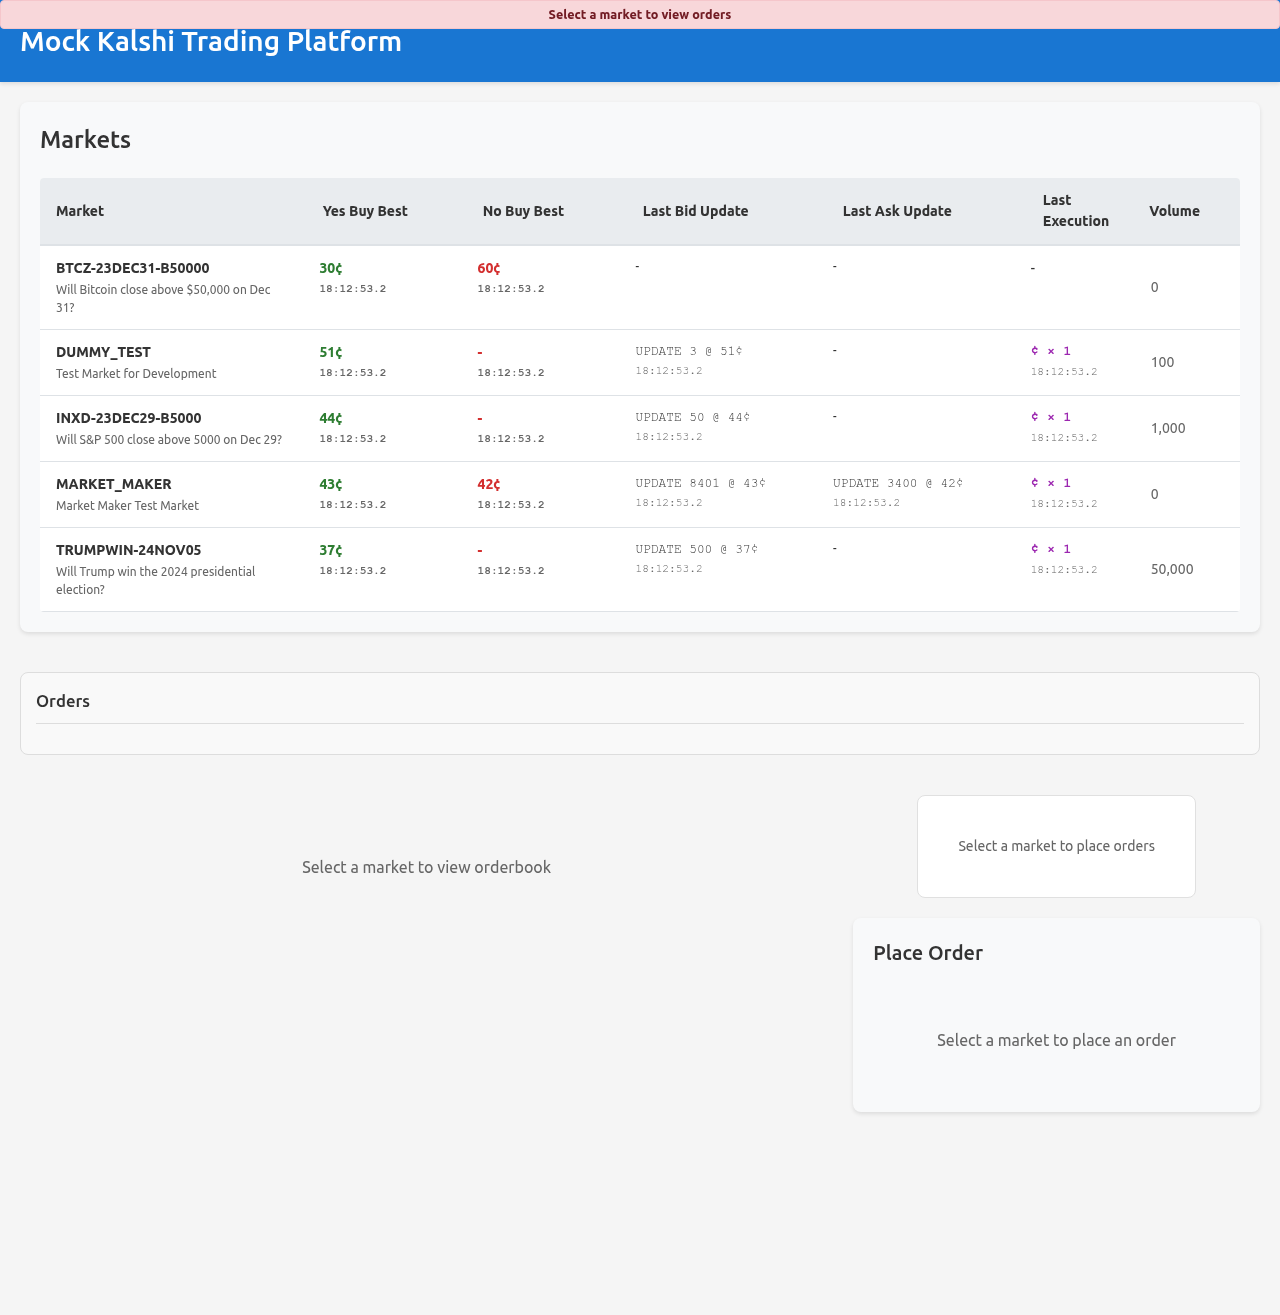 Select a market to view orders
Mock Kalshi Trading Platform
Markets
Market Yes Buy Best No Buy Best Last Bid Update Last Ask Update Last Execution Volume
BTCZ-23DEC31-B50000 30¢ 60¢ - - -
Will Bitcoin close above $50,000 on Dec 18:12:53.2 18:12:53.2 0
31?
DUMMY_TEST 51¢ - UPDATE 3 @ 51¢ - ¢ × 1
Test Market for Development 18:12:53.2 18:12:53.2 18:12:53.2 18:12:53.2 100
INXD-23DEC29-B5000 44¢ - UPDATE 50 @ 44¢ - ¢ × 1
Will S&P 500 close above 5000 on Dec 29? 18:12:53.2 18:12:53.2 18:12:53.2 18:12:53.2 1,000
MARKET_MAKER 43¢ 42¢ UPDATE 8401 @ 43¢ UPDATE 3400 @ 42¢ ¢ × 1
Market Maker Test Market 18:12:53.2 18:12:53.2 18:12:53.2 18:12:53.2 18:12:53.2 0
TRUMPWIN-24NOV05 37¢ - UPDATE 500 @ 37¢ - ¢ × 1
Will Trump win the 2024 presidential 18:12:53.2 18:12:53.2 18:12:53.2 18:12:53.2 50,000
election?
Orders
Select a market to place orders
Select a market to view orderbook
Place Order
Select a market to place an order